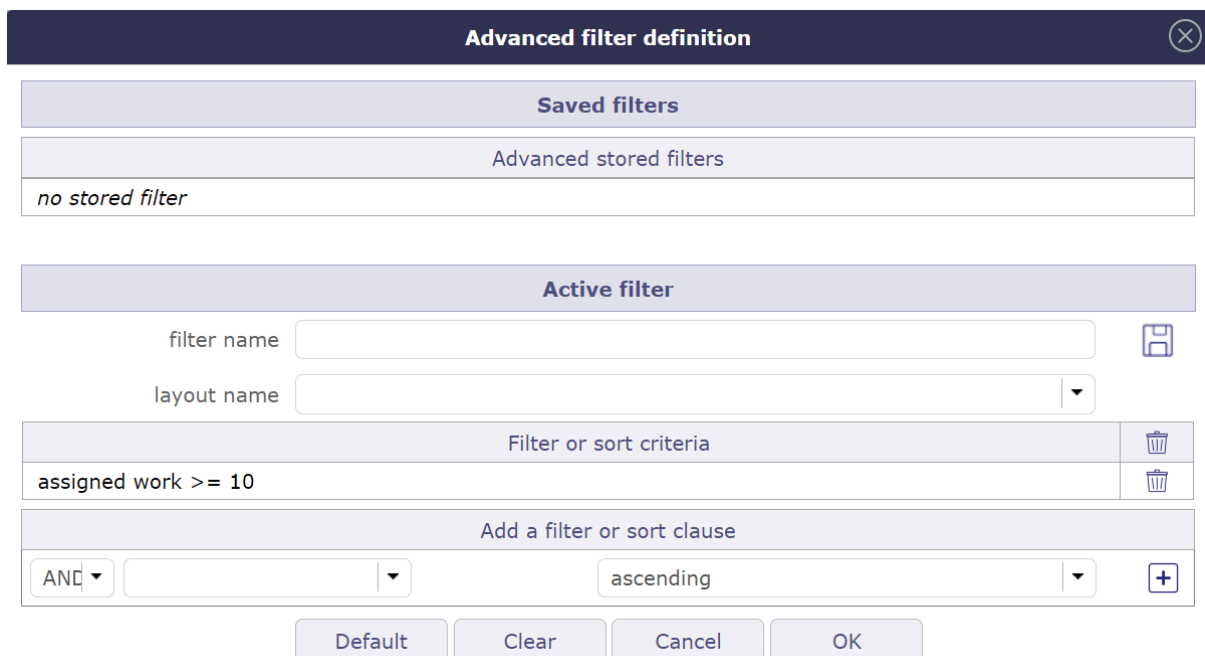 Advanced filter definition
Saved filters
Advanced stored filters
no stored filter
Active filter
filter name
layout name
Filter or sort criteria
assigned work >= 10
Add a filter or sort clause
AND ascending
Default Clear Cancel OK